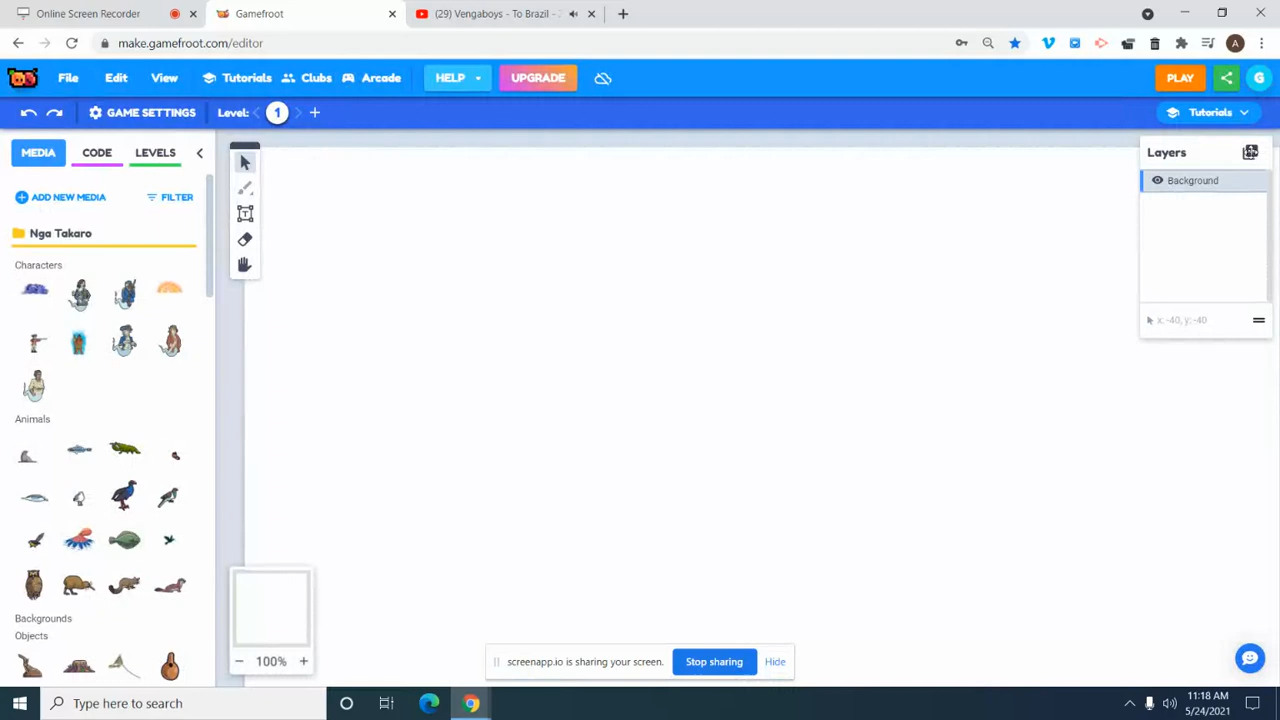 Online Screen Recorder
Gamefroot
(29) Vengaboys - To Brazil -
make.gamefroot.com/editor
A
File
Edit
View
Tutorials
Clubs
Arcade
HELP
UPGRADE
PLAY
G
GAME SETTINGS
Level:
1
Tutorials
MEDIA
CODE
LEVELS
Layers
ADD NEW MEDIA
FILTER
Background
T
Nga Takaro
Characters
x:-40, y:-40
Animals
Backgrounds
Objects
100%
screenapp.io is sharing your screen.
Stop sharing
Hide
Type here to search
11:18 AM
5/24/2021